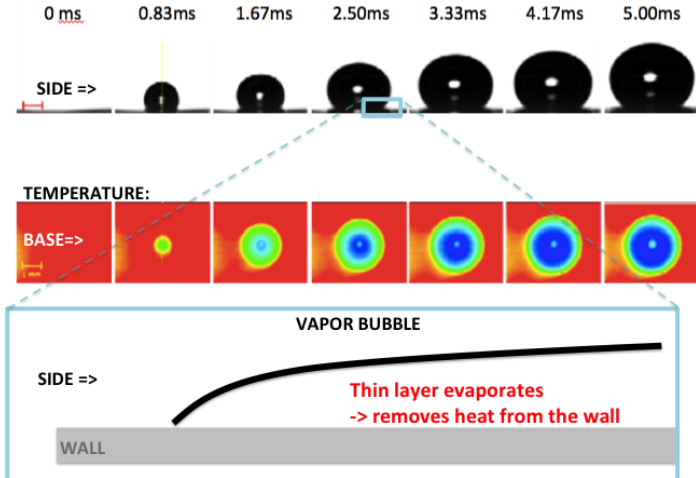 0 ms 0.83ms 1.67ms 2.50ms 3.33ms 4.17ms 5.00ms
SIDE =>
TEMPERATURE:
BASE=>
VAPOR BUBBLE
SIDE =>
Thin layer evaporates
-> removes heat from the wall
WALL